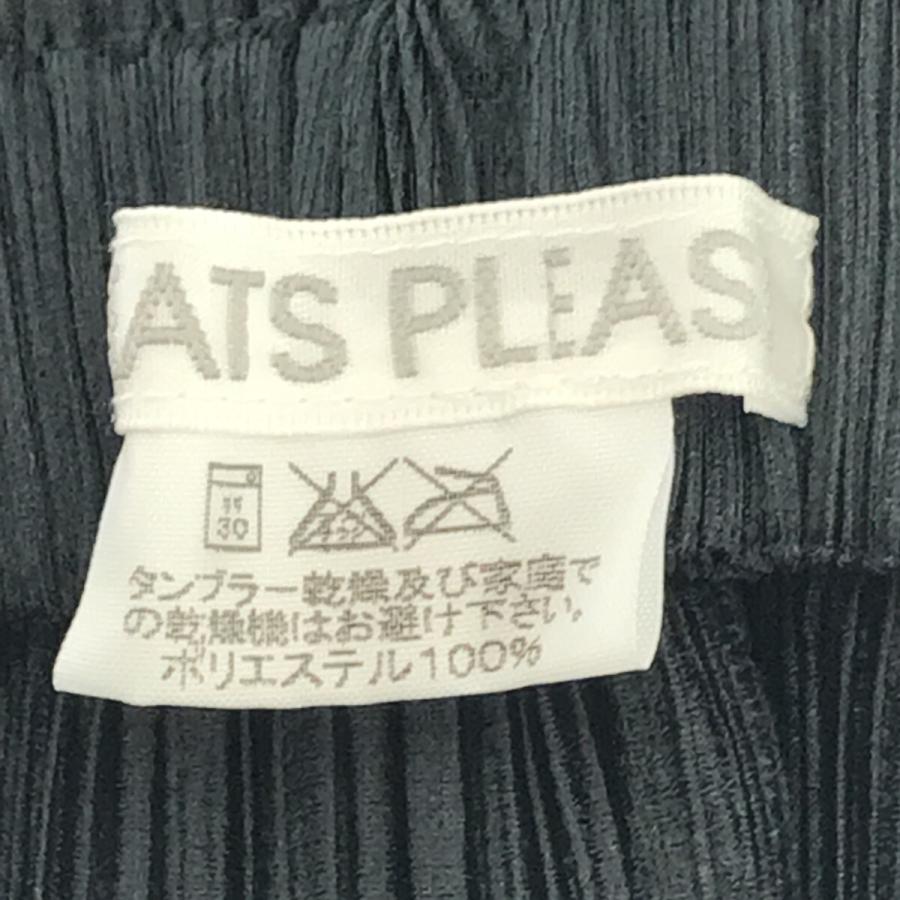 ATS PLEAS
30
タンブラー乾燥及び家庭で
の乾燥機はお避け下さい。
ポリエステル100%